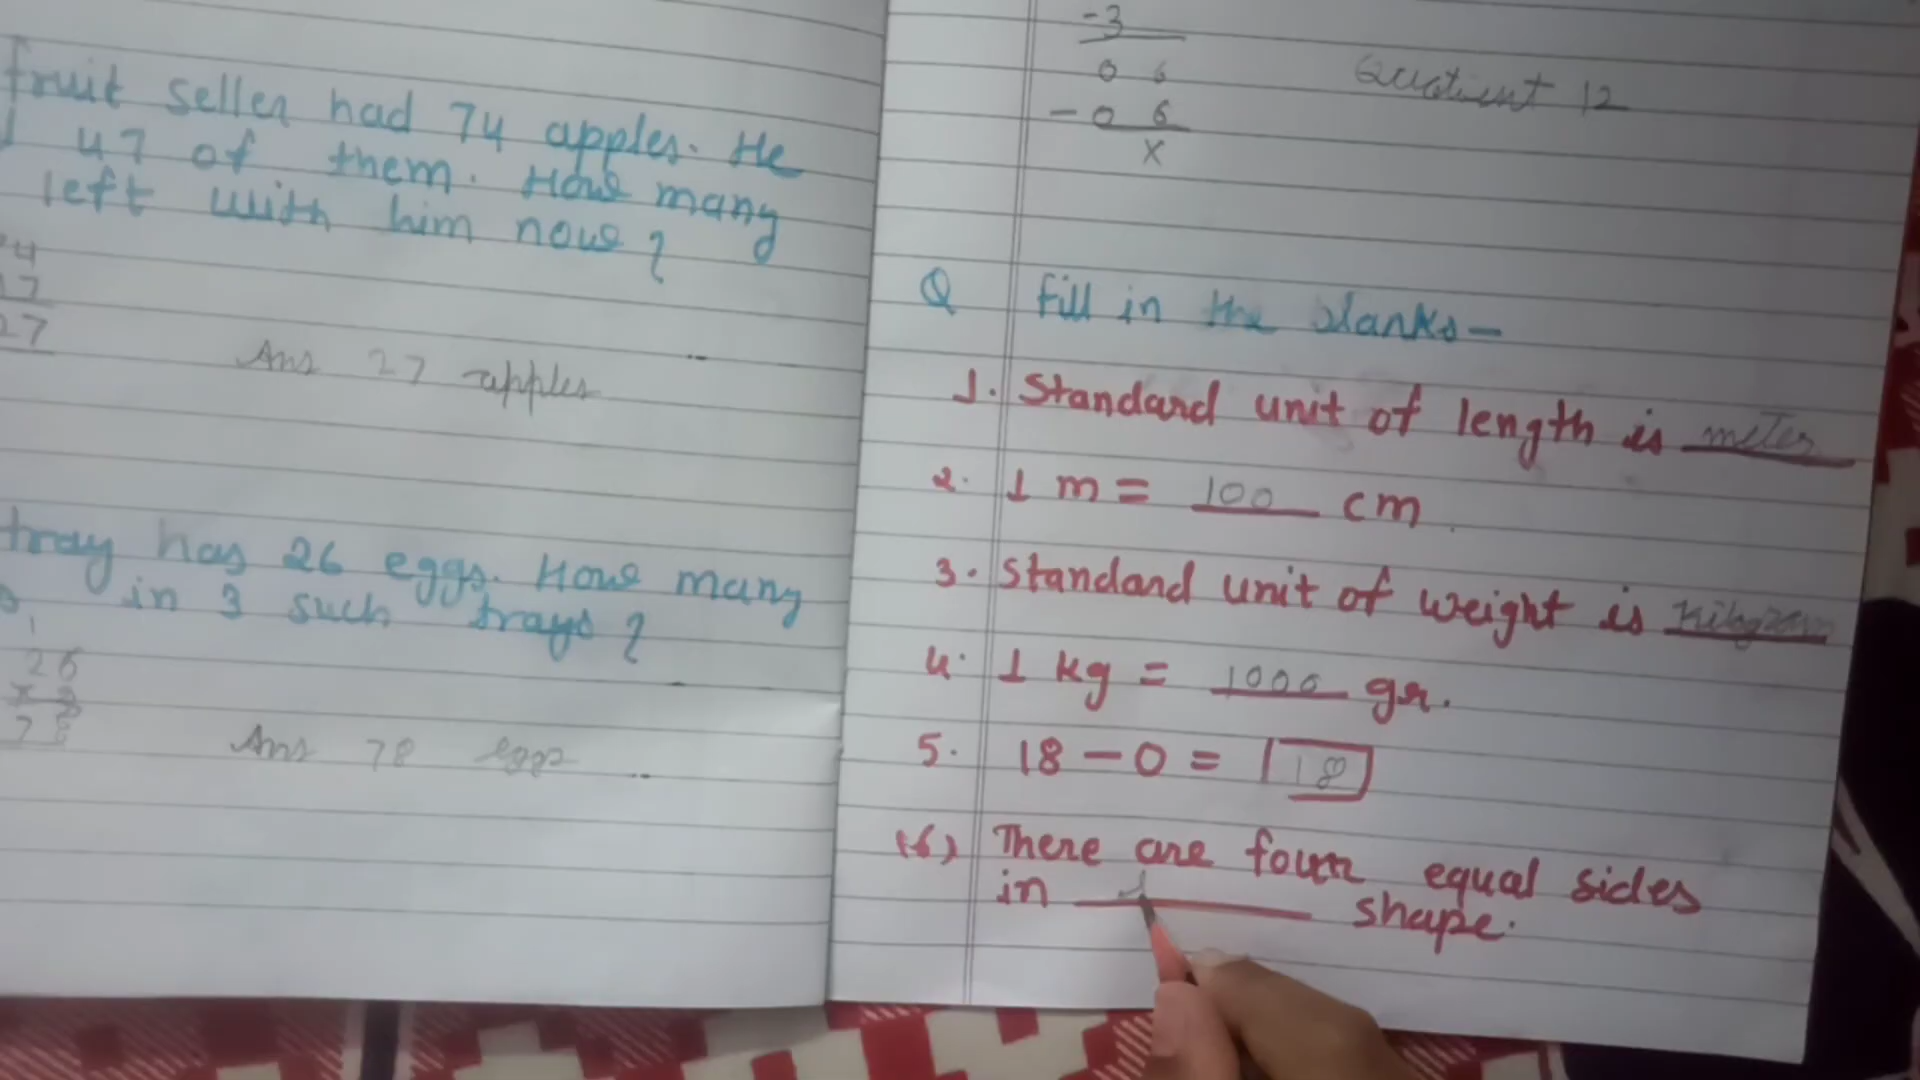 fruit seller had 74 apples. He
47 of them. How many
left with him now?
4
7
27
Ans 27 apples
tray has 26 eggs. How many
in 3 such trays?
1
26
x 3
78
Ans 78 eggs
-3
0 6
- 0 6
x
Quotient 12
Q Fill in the blanks-
1. Standard unit of length is meter
2. 1 m = 100 cm.
3. Standard unit of weight is Kilogram
4. 1 kg = 1000 gr.
5. 18 - 0 = 18
(6) There are four equal sides
in ______ shape.